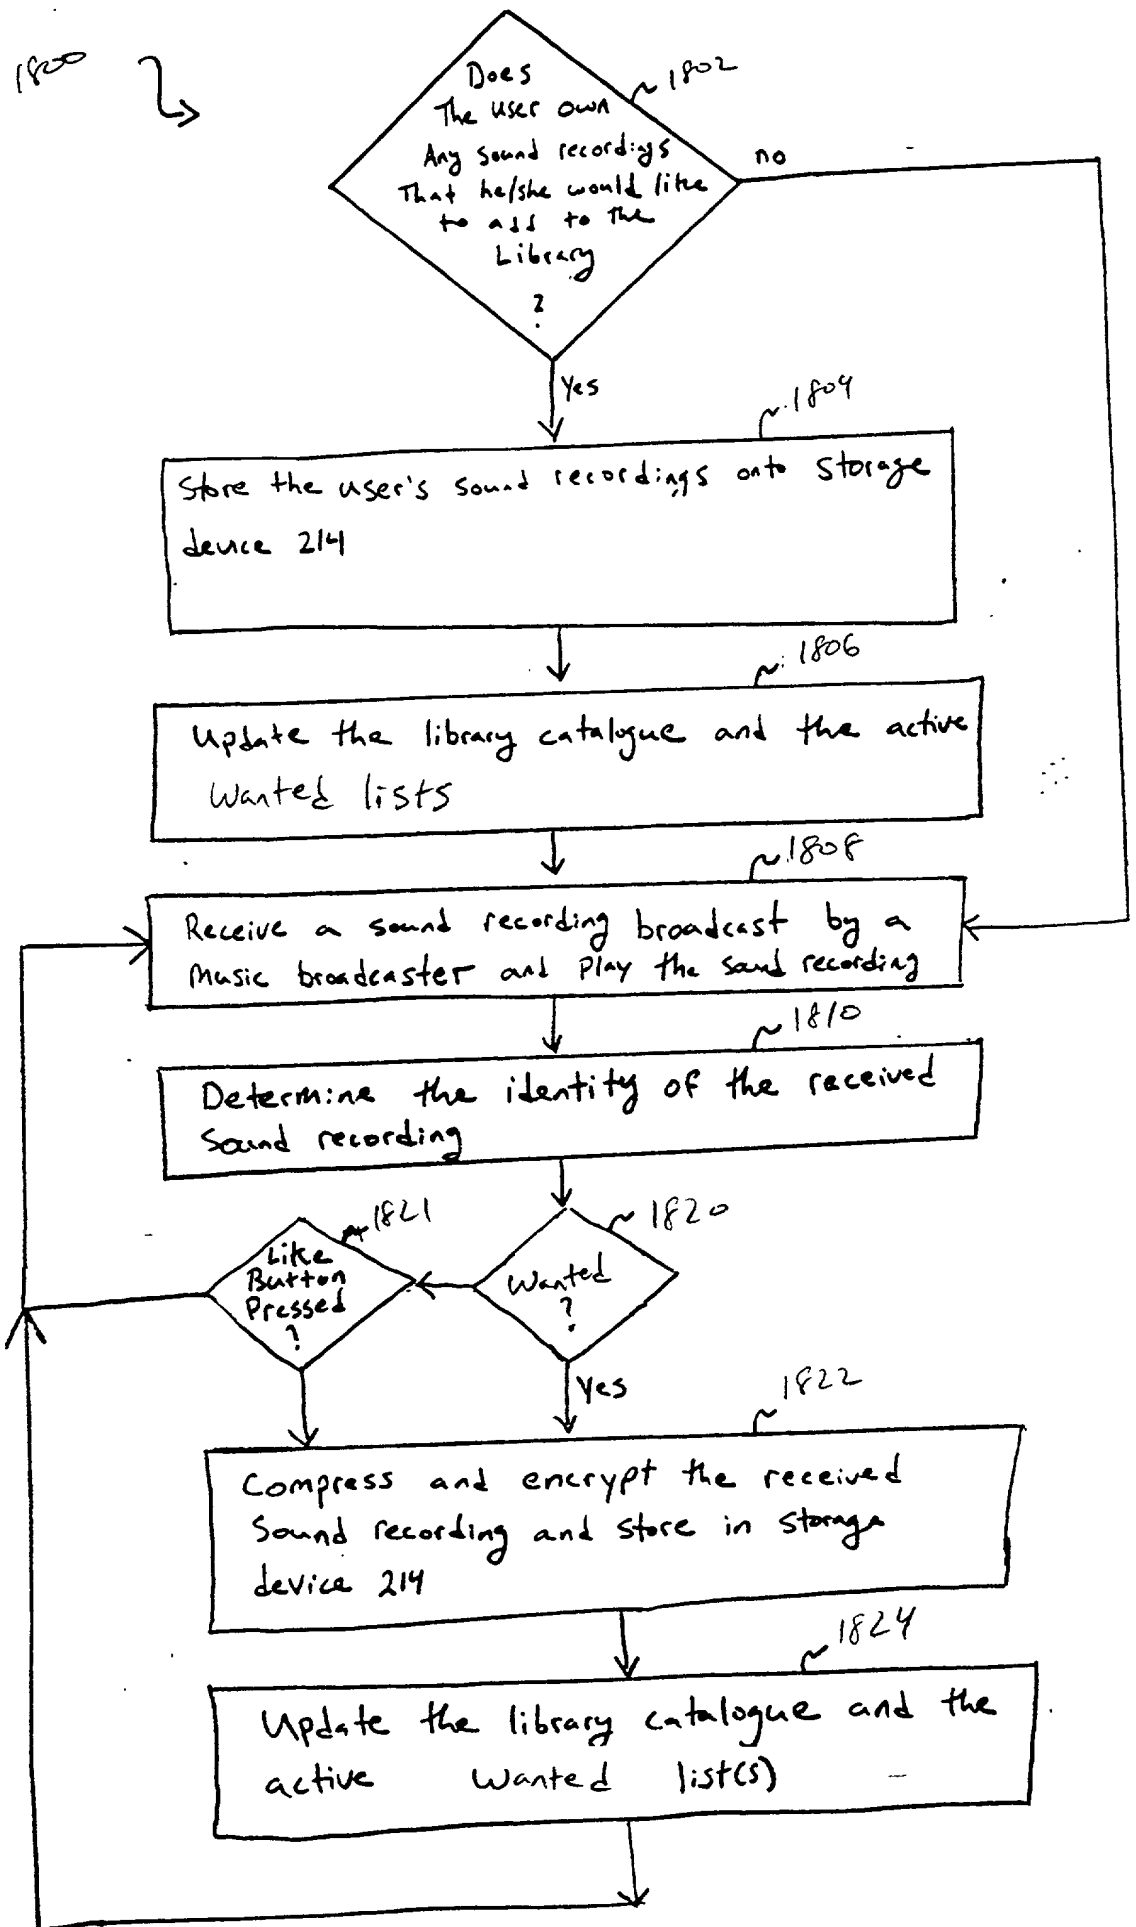 1800
1802
Does
The user own
Any sound recordings
That he/she would like
to add to the
Library
?
no
Yes
1804
Store the user's sound recordings onto storage
device 214
1806
Update the library catalogue and the active
Wanted lists
1808
Receive a sound recording broadcast by a
Music broadcaster and Play the sound recording
1810
Determine the identity of the received
Sound recording
1821
1820
Like
Button
Pressed
?
Wanted
?
Yes
1822
Compress and encrypt the received
Sound recording and store in storage
device 214
1824
Update the library catalogue and the
active Wanted list(s)